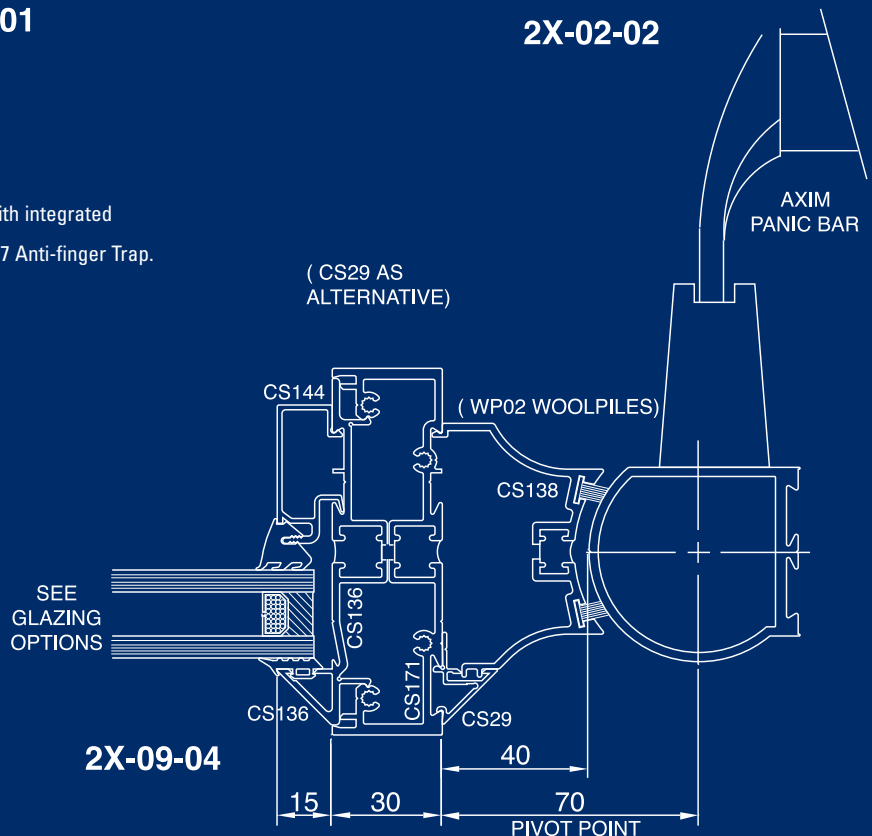 01
2X-02-02
ith integrated
7 Anti-finger Trap.
AXIM
PANIC BAR
( CS29 AS
ALTERNATIVE)
CS144
( WP02 WOOLPILES)
CS138
SEE
GLAZING
OPTIONS
CS136
CS171
CS136
CS29
2X-09-04
40
15
30
70
PIVOT POINT